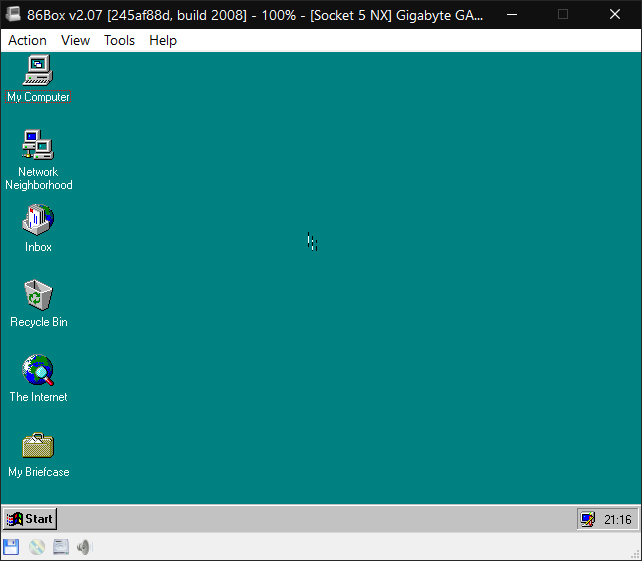 86Box v2.07 [245af88d, build 2008] - 100% - [Socket 5 NX] Gigabyte GA...
Action View Tools Help
My Computer
Network
Neighborhood
Inbox
Recycle Bin
The Internet
My Briefcase
Start 21:16